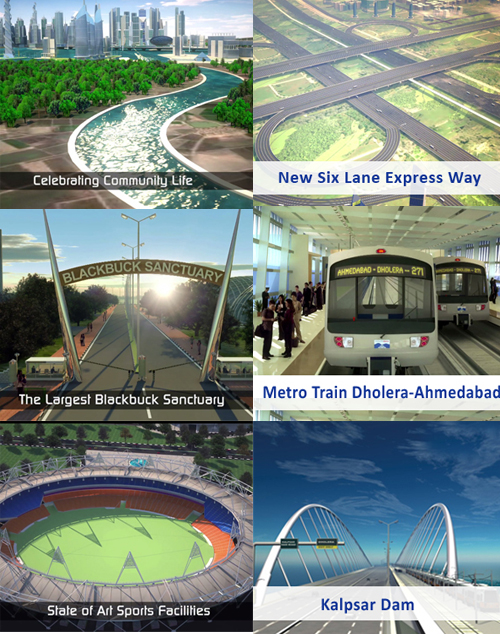 Celebrating Community Life
New Six Lane Express Way
BLACKBUCK SANCTUARY
The Largest Blackbuck Sanctuary
AHMEDABAD - DHOLERA 271
Metro Train Dholera-Ahmedabad
State of Art Sports Facilities
Kalpsar Dam